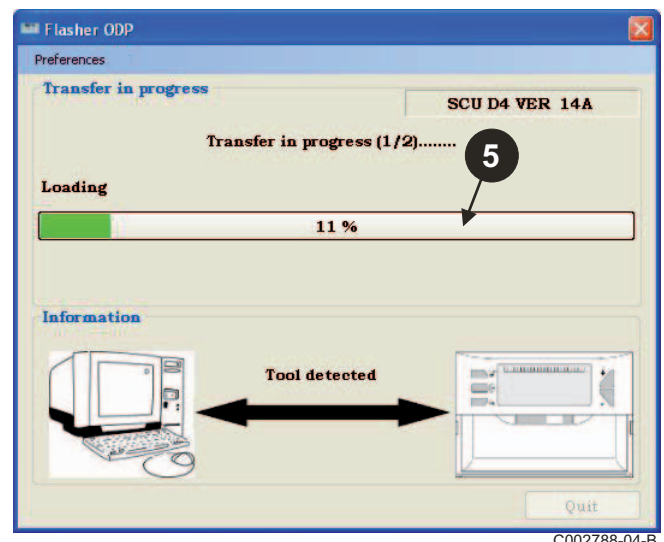 Flasher ODP
Preferences
Transfer in progress
SCU D4 VER 14A
Transfer in progress (1/2)........
5
Loading
11 %
Information
Tool detected
Quit
C002788-04-B